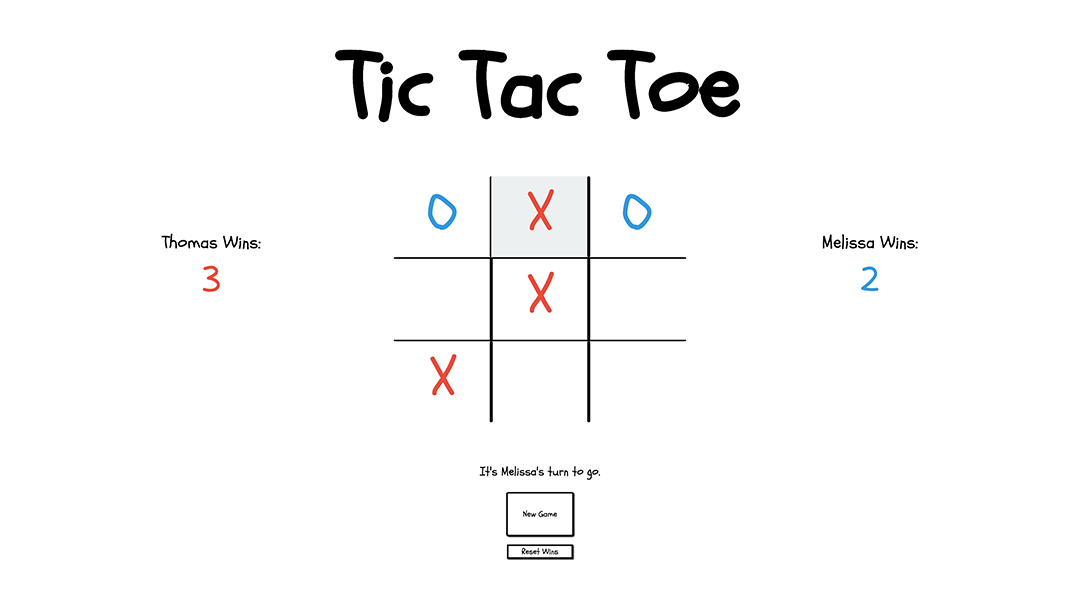 Tic Tac Toe
O X O
Thomas Wins:
3
X
Melissa Wins:
2
X
It's Melissa's turn to go.
New Game
Reset Wins